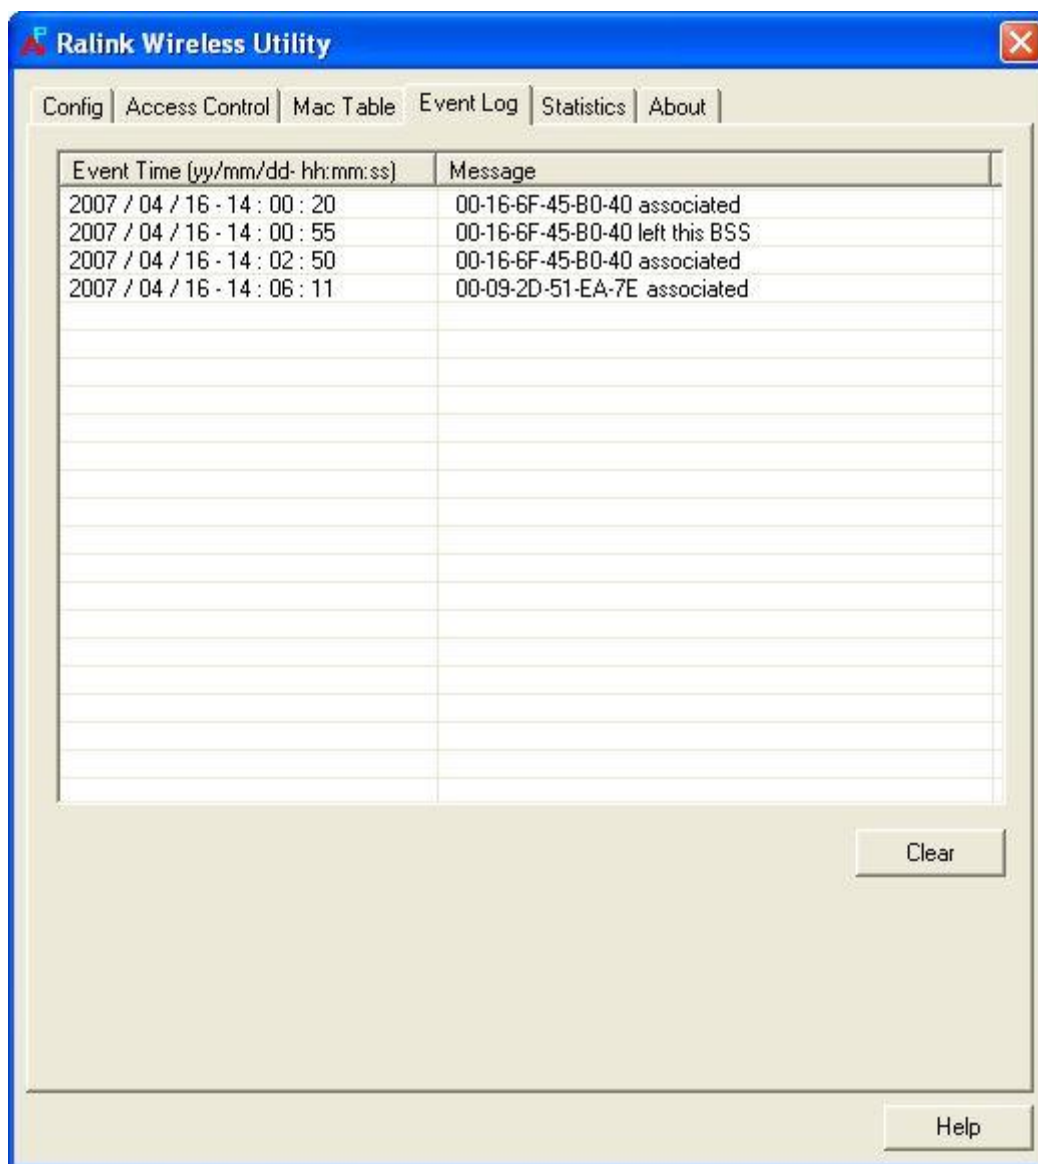 Ralink Wireless Utility
Config Access Control Mac Table Event Log Statistics About
Event Time (yy/mm/dd- hh:mm:ss) Message
2007 / 04 / 16 - 14 : 00 : 20 00-16-6F-45-B0-40 associated
2007 / 04 / 16 - 14 : 00 : 55 00-16-6F-45-B0-40 left this BSS
2007 / 04 / 16 - 14 : 02 : 50 00-16-6F-45-B0-40 associated
2007 / 04 / 16 - 14 : 06 : 11 00-09-2D-51-EA-7E associated
Clear
Help